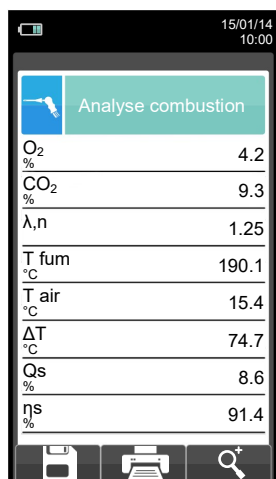 15/01/14
10:00
Analyse combustion
O₂
% 4.2
CO₂
% 9.3
λ,n 1.25
T fum
°C 190.1
T air
°C 15.4
ΔT
°C 74.7
Qs
% 8.6
ηs
% 91.4